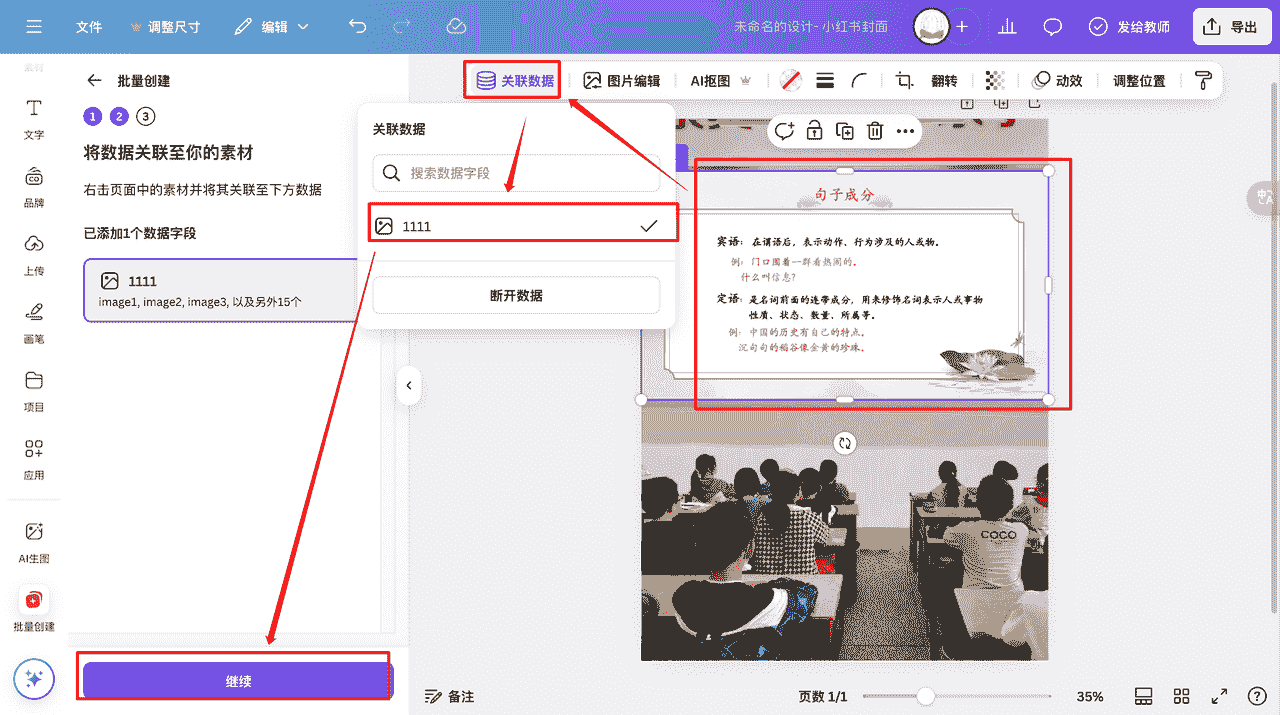 文件
调整尺寸
编辑
未命名的设计- 小红书封面
发给教师
导出
素材
文字
品牌
上传
画笔
项目
应用
AI生图
批量创建
批量创建
1 2 3
将数据关联至你的素材
右击页面中的素材并将其关联至下方数据
已添加1个数据字段
1111
image1, image2, image3, 以及另外15个
继续
关联数据
图片编辑
AI抠图
翻转
动效
调整位置
关联数据
搜索数据字段
1111
断开数据
句子成分
宾语：在谓语后，表示动作、行为涉及的人或物。
例：门口围着一群看热闹的。
什么叫信息?
定语：是名词前面的连带成分，用来修饰名词表示人或事物
性质、状态、数量、所属等。
例：中国的历史有自己的特点。
沉甸甸的稻谷像金黄的珍珠。
COCO
备注
页数 1/1
35%